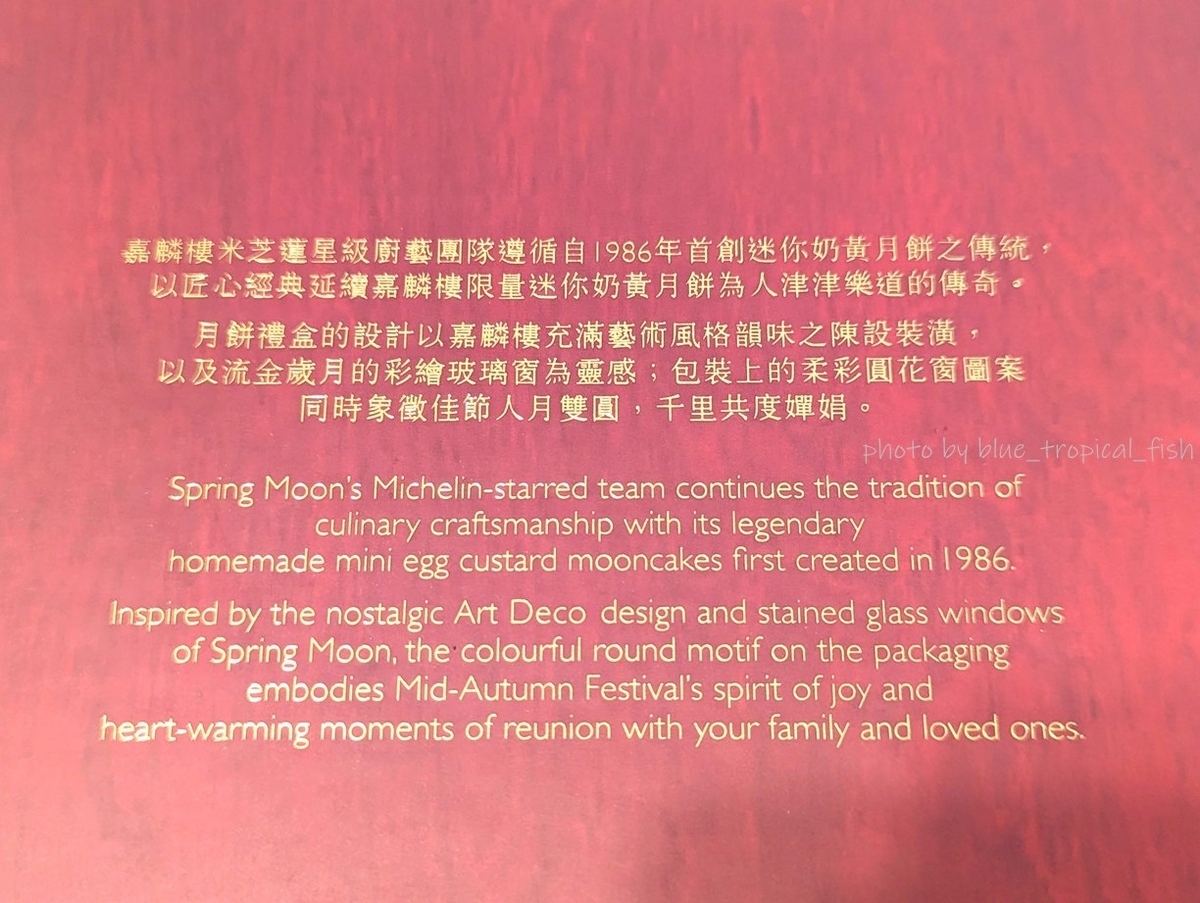 嘉麟樓米芝蓮星級廚藝團隊遵循自1986年首創迷你奶黃月餅之傳統，
以匠心經典延續嘉麟樓限量迷你奶黃月餅為人津津樂道的傳奇。
月餅禮盒的設計以嘉麟樓充滿藝術風格韻味之陳設裝潢，
以及流金歲月的彩繪玻璃窗為靈感；包裝上的柔彩圓花窗圖案
同時象徵佳節人月雙圓，千里共度嬋娟。
photo by blue_tropical_fish
Spring Moon's Michelin-starred team continues the tradition of
culinary craftsmanship with its legendary
homemade mini egg custard mooncakes first created in 1986.
Inspired by the nostalgic Art Deco design and stained glass windows
of Spring Moon, the colourful round motif on the packaging
embodies Mid-Autumn Festival's spirit of joy and
heart-warming moments of reunion with your family and loved ones.